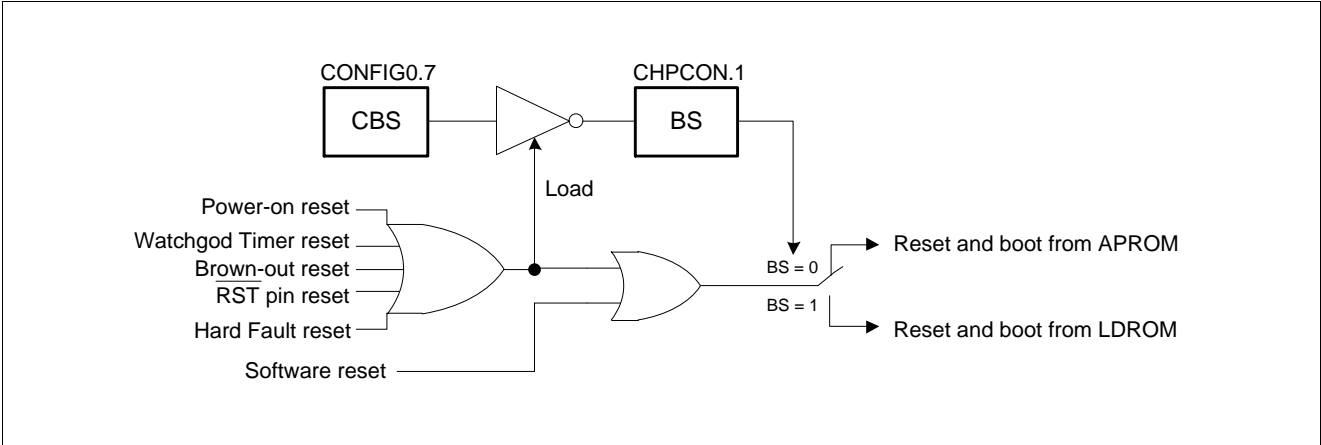 CONFIG0.7
CHPCON.1
CBS
BS
Load
Power-on reset
Watchgod Timer reset
Brown-out reset
RST pin reset
Hard Fault reset
Software reset
BS = 0
BS = 1
Reset and boot from APROM
Reset and boot from LDROM